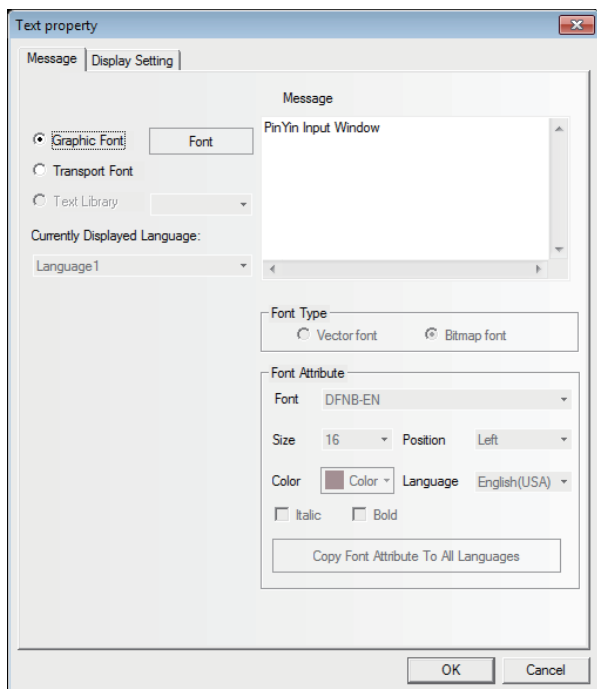 Text property
Message Display Setting
Message
Graphic Font Font
PinYin Input Window
Transport Font
Text Library
Currently Displayed Language:
Language1
Font Type
Vector font Bitmap font
Font Attribute
Font DFNB-EN
Size 16 Position Left
Color Color Language English(USA)
Italic Bold
Copy Font Attribute To All Languages
OK Cancel